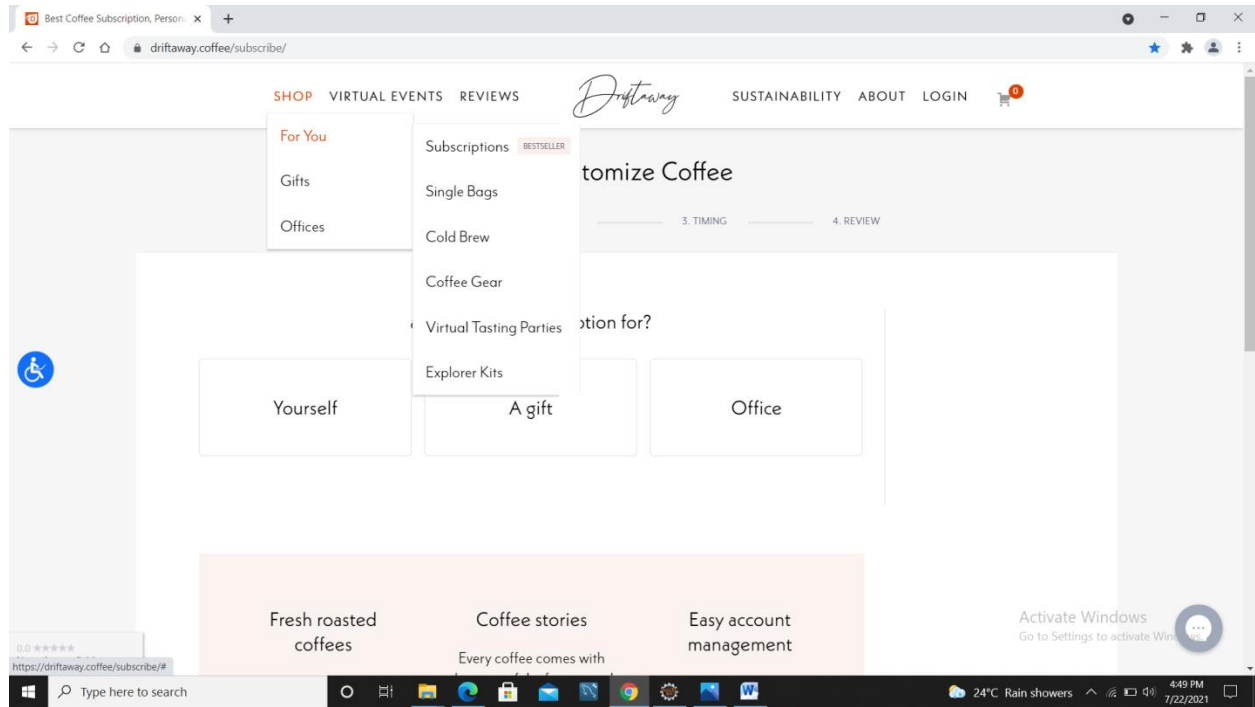 Best Coffee Subscription, Person
driftaway.coffee/subscribe/
SHOP VIRTUAL EVENTS REVIEWS Driftaway SUSTAINABILITY ABOUT LOGIN 0
For You
Gifts
Offices
Subscriptions BESTSELLER
Single Bags
Cold Brew
Coffee Gear
Virtual Tasting Parties
Explorer Kits
tomize Coffee
3. TIMING 4. REVIEW
ption for?
Yourself A gift Office
Fresh roasted
coffees
Coffee stories
Every coffee comes with
Easy account
management
Activate Windows
Go to Settings to activate Windows.
0.0 ★★★★★
https://driftaway.coffee/subscribe/#
Type here to search
24°C Rain showers
4:49 PM
7/22/2021